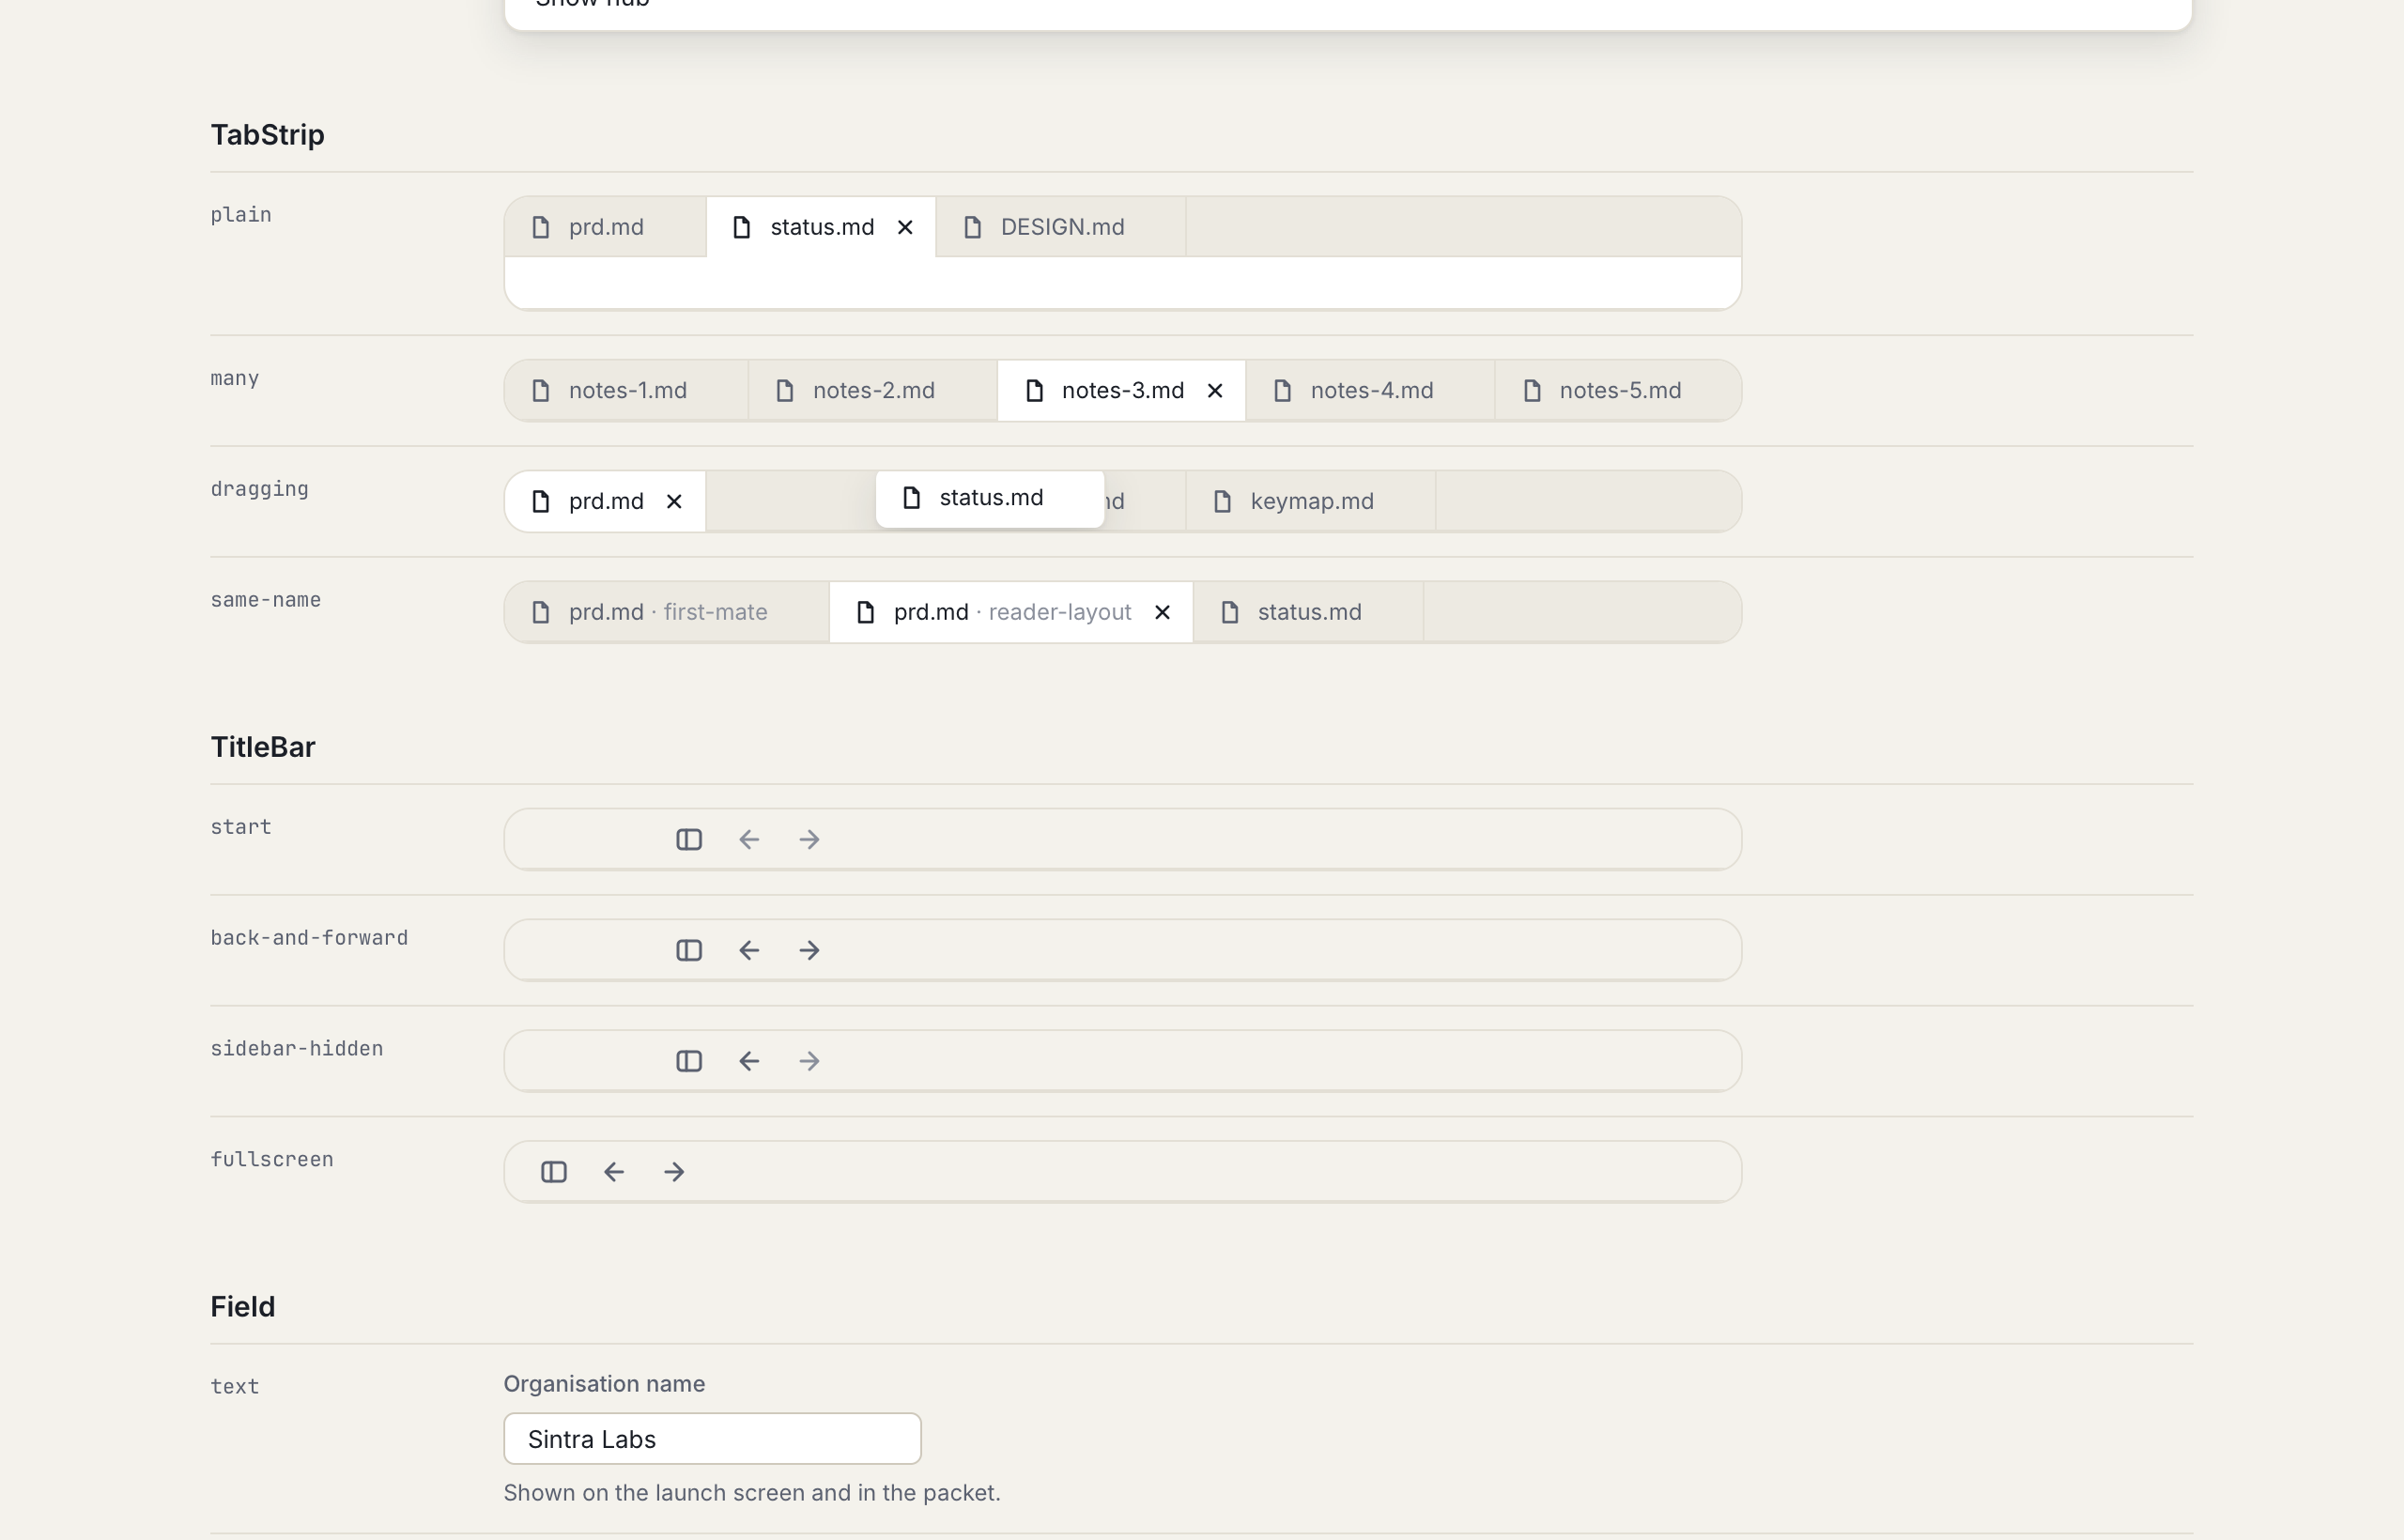 Show hub
TabStrip
plain
prd.md
status.md
DESIGN.md
many
notes-1.md
notes-2.md
notes-3.md
notes-4.md
notes-5.md
dragging
prd.md
status.md
keymap.md
same-name
prd.md · first-mate
prd.md · reader-layout
status.md
TitleBar
start
back-and-forward
sidebar-hidden
fullscreen
Field
text
Organisation name
Sintra Labs
Shown on the launch screen and in the packet.